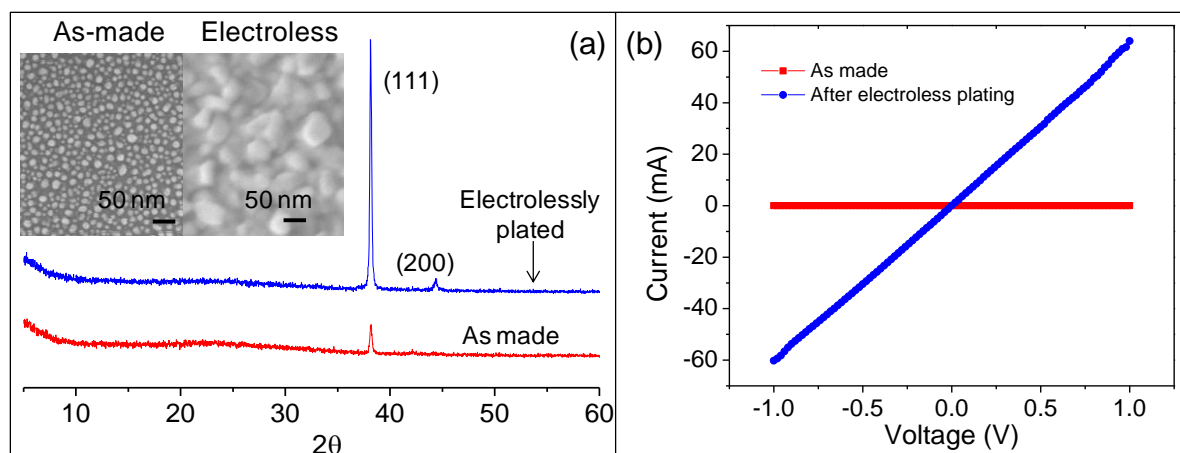 As-made Electroless
(a)
(111)
50 nm 50 nm
Electrolessly
plated
(200)
As made
10 20 30 40 50 60
2θ
(b)
60
40
20
0
-20
-40
-60
Current (mA)
As made
After electroless plating
-1.0 -0.5 0.0 0.5 1.0
Voltage (V)